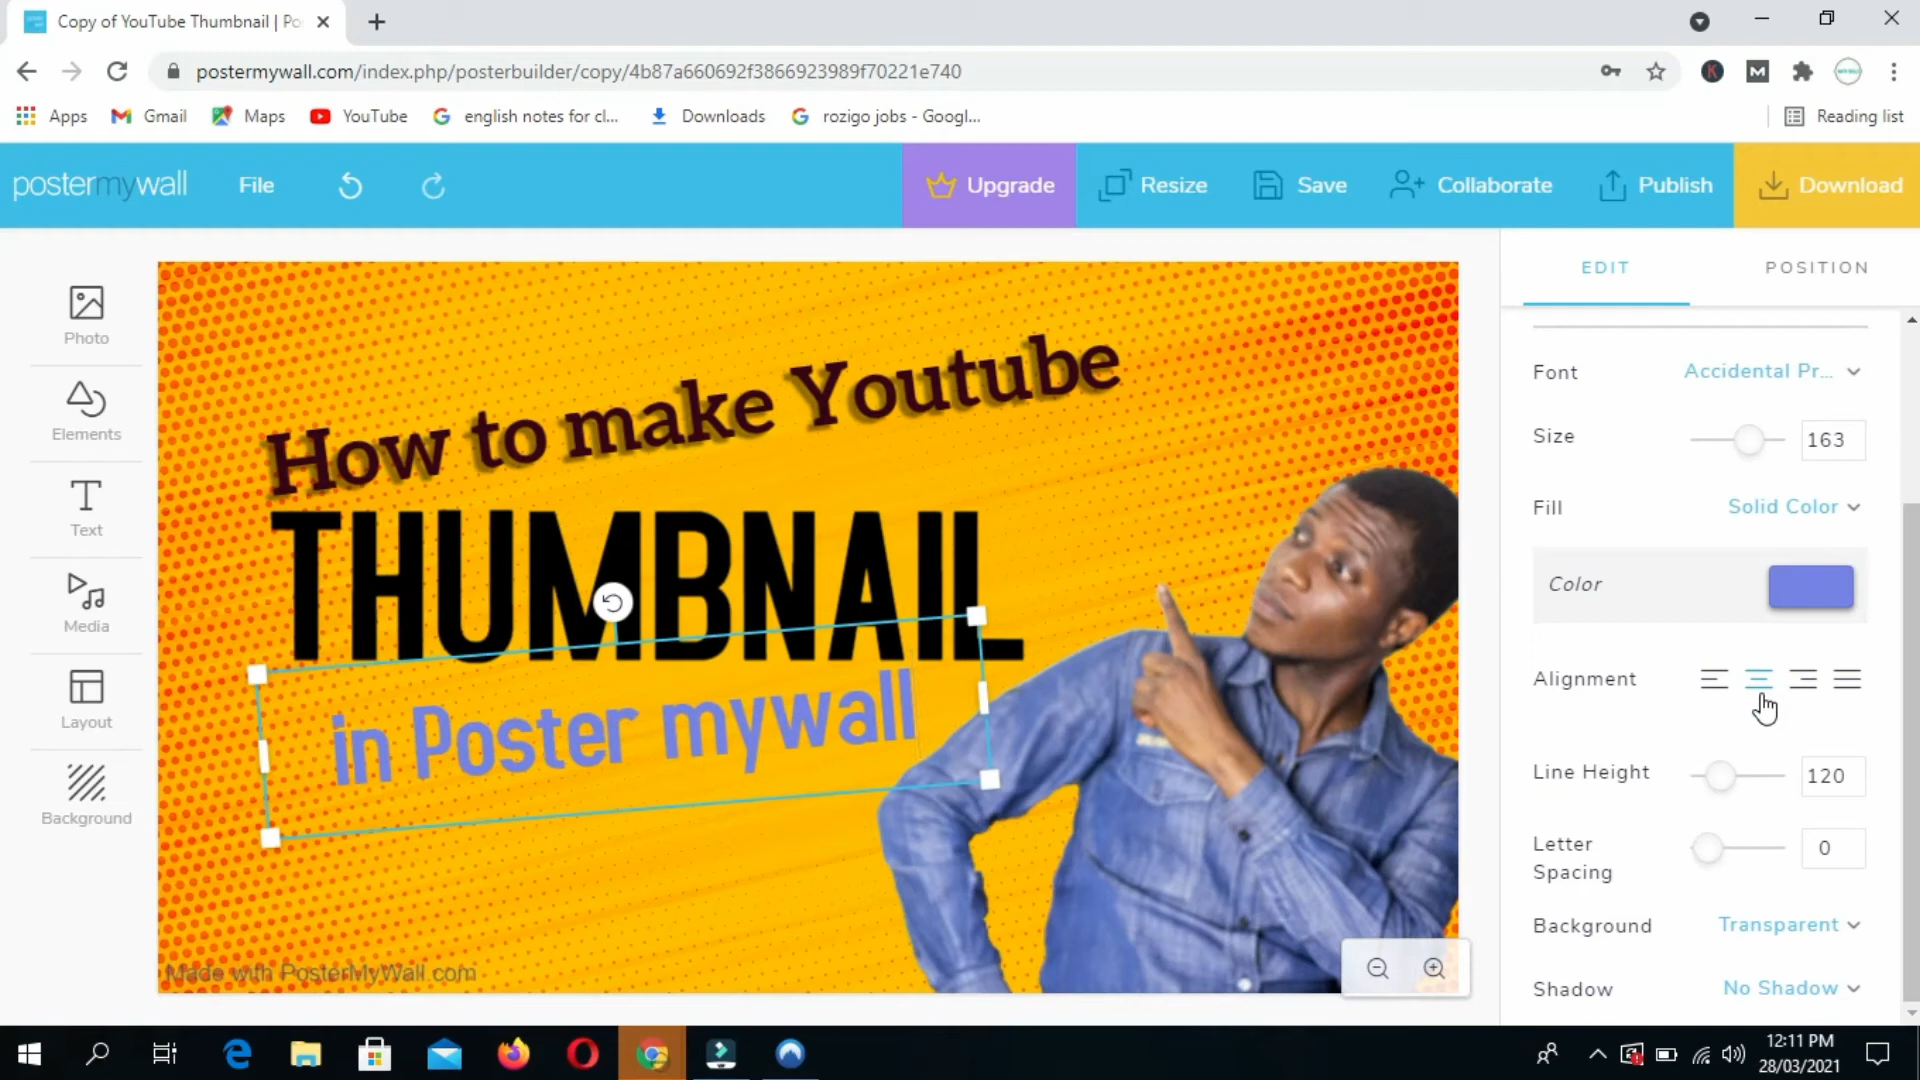 Copy of YouTube Thumbnail | Po
postermywall.com/index.php/posterbuilder/copy/4b87a660692f3866923989f70221e740
Apps Gmail Maps YouTube english notes for cl... Downloads rozigo jobs - Googl... Reading list
postermywall File Upgrade Resize Save Collaborate Publish Download
EDIT POSITION
Photo
Elements
Text
Media
Layout
Background
How to make Youtube
THUMBNAIL
in Poster mywall
Made with PosterMyWall.com
Font Accidental Pr...
Size 163
Fill Solid Color
Color
Alignment
Line Height 120
Letter Spacing 0
Background Transparent
Shadow No Shadow
12:11 PM
28/03/2021